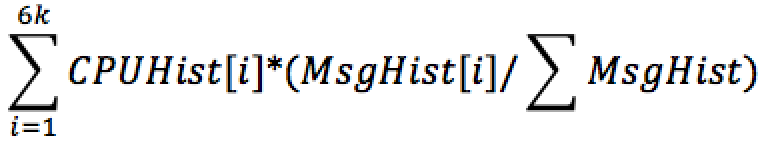 6k
∑ CPUHist[i]*(MsgHist[i]/ ∑ MsgHist)
i=1